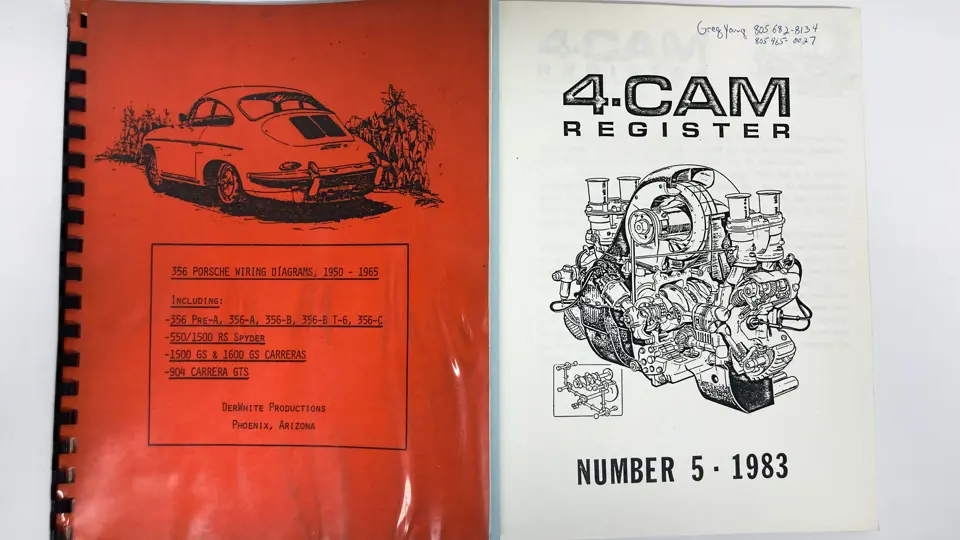 356 PORSCHE WIRING DIAGRAMS, 1950 - 1965
INCLUDING:
-356 PRE-A, 356-A, 356-B, 356-B T-6, 356-C
-550/1500 RS SPYDER
-1500 GS & 1600 GS CARRERAS
-904 CARRERA GTS
DERWHITE PRODUCTIONS
PHOENIX, ARIZONA
Greg Young 805 682-8134
805 965-0027
4·CAM
REGISTER
NUMBER 5 · 1983